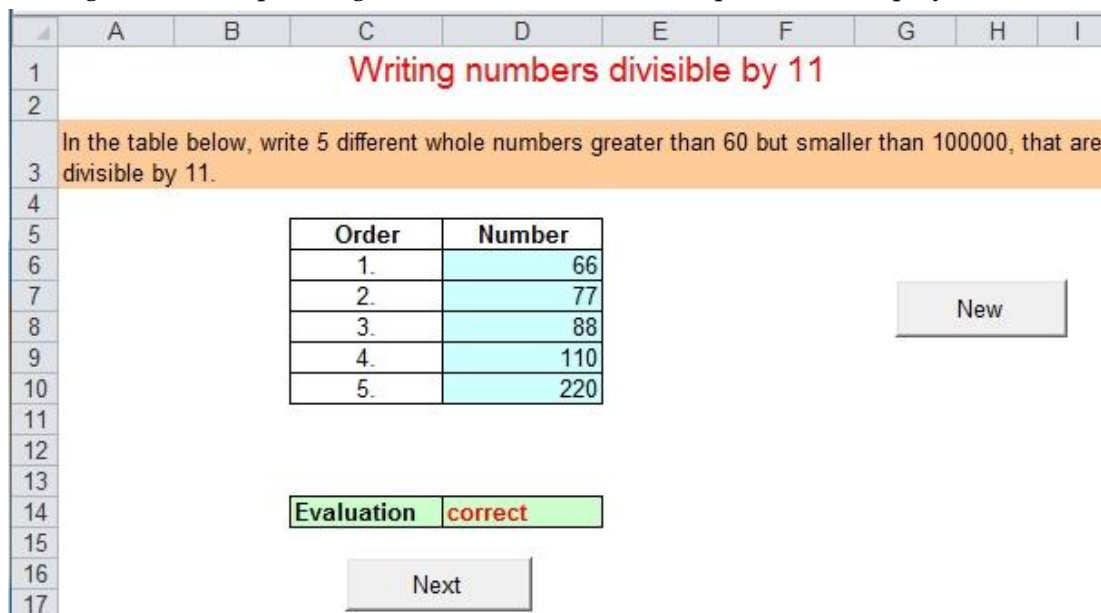 A B C D E F G H I
1 Writing numbers divisible by 11
2
In the table below, write 5 different whole numbers greater than 60 but smaller than 100000, that are
3 divisible by 11.
4
5 Order Number
6 1. 66
7 2. 77
New
8 3. 88
9 4. 110
10 5. 220
11
12
13
14 Evaluation correct
15
16
Next
17